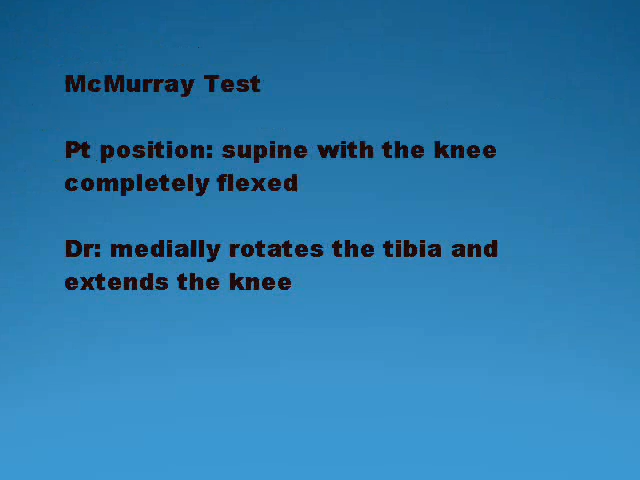 McMurray Test
Pt position: supine with the knee
completely flexed
Dr: medially rotates the tibia and
extends the knee